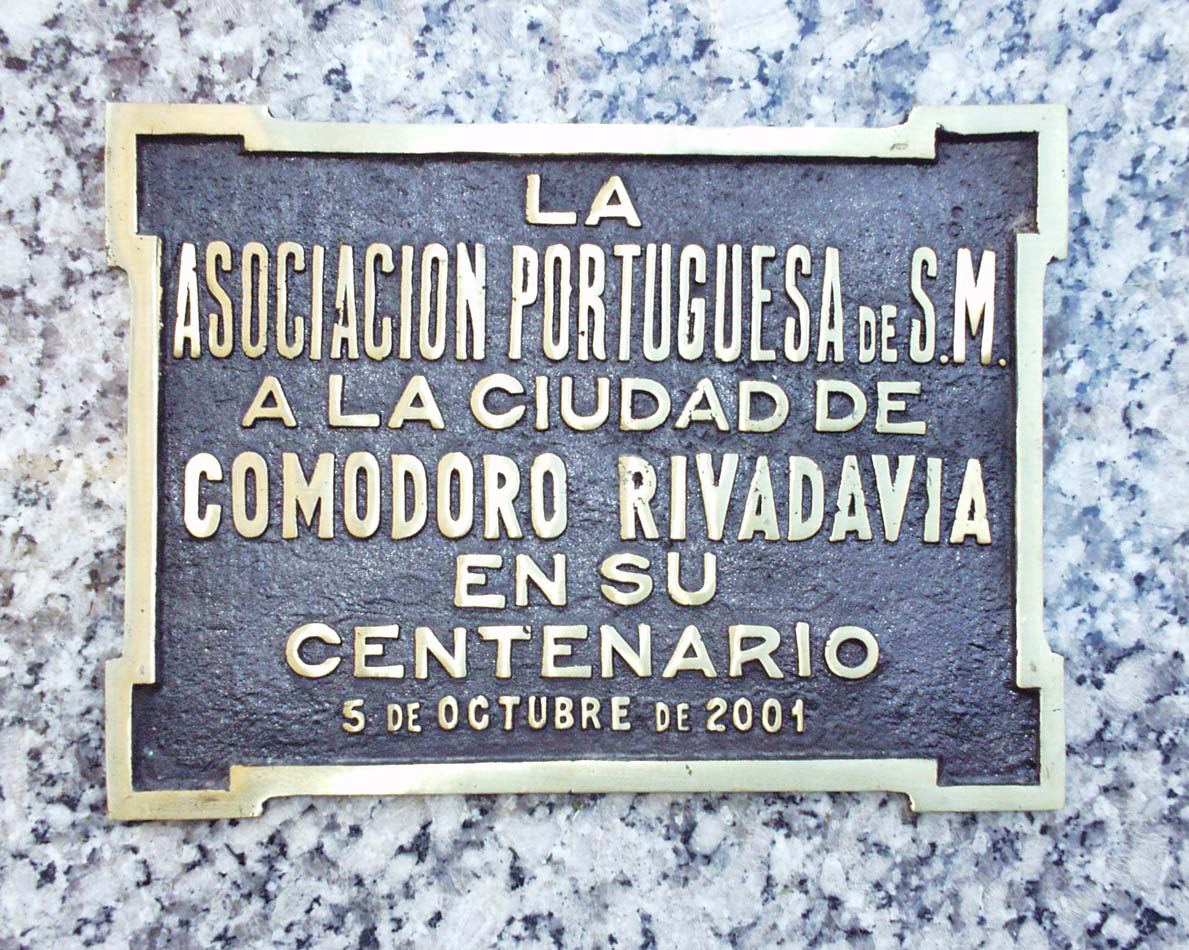 LA
ASOCIACION PORTUGUESA DE S.M.
A LA CIUDAD DE
COMODORO RIVADAVIA
EN SU
CENTENARIO
5 DE OCTUBRE DE 2001